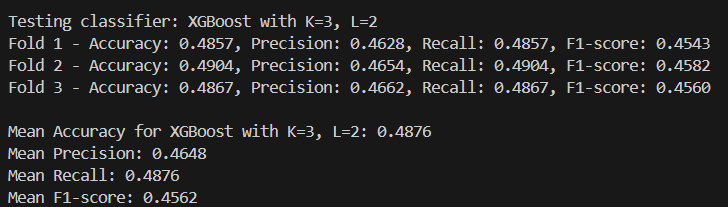 Testing classifier: XGBoost with K=3, L=2
Fold 1 - Accuracy: 0.4857, Precision: 0.4628, Recall: 0.4857, F1-score: 0.4543
Fold 2 - Accuracy: 0.4904, Precision: 0.4654, Recall: 0.4904, F1-score: 0.4582
Fold 3 - Accuracy: 0.4867, Precision: 0.4662, Recall: 0.4867, F1-score: 0.4560
Mean Accuracy for XGBoost with K=3, L=2: 0.4876
Mean Precision: 0.4648
Mean Recall: 0.4876
Mean F1-score: 0.4562